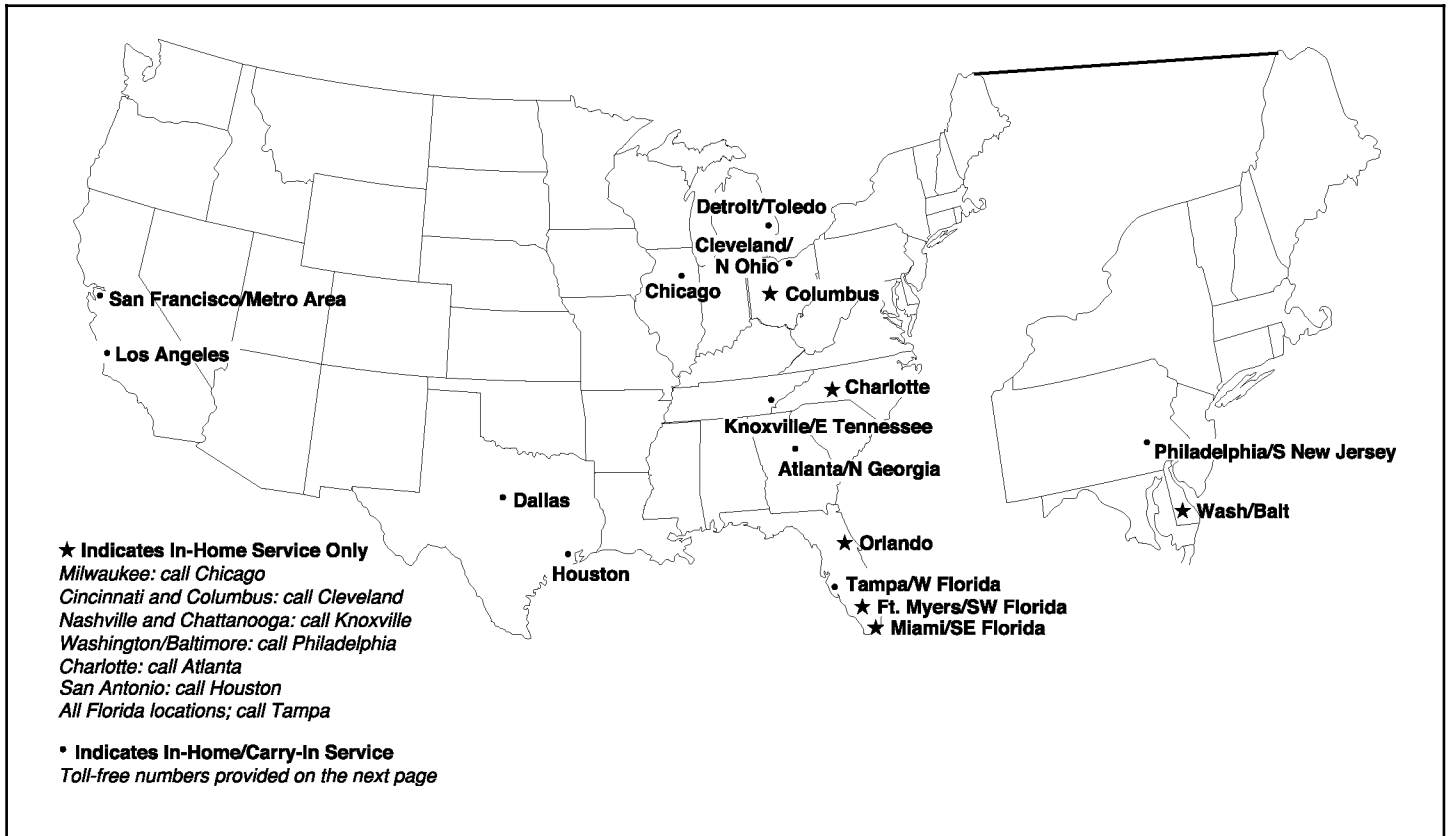 Detroit/Toledo
Cleveland/
N Ohio
Chicago
★ Columbus
San Francisco/Metro Area
Los Angeles
★ Charlotte
Knoxville/E Tennessee
Atlanta/N Georgia
Philadelphia/S New Jersey
Dallas
★ Wash/Balt
★ Orlando
Houston
Tampa/W Florida
★ Ft. Myers/SW Florida
★ Miami/SE Florida
★ Indicates In-Home Service Only
Milwaukee: call Chicago
Cincinnati and Columbus: call Cleveland
Nashville and Chattanooga: call Knoxville
Washington/Baltimore: call Philadelphia
Charlotte: call Atlanta
San Antonio: call Houston
All Florida locations; call Tampa
• Indicates In-Home/Carry-In Service
Toll-free numbers provided on the next page